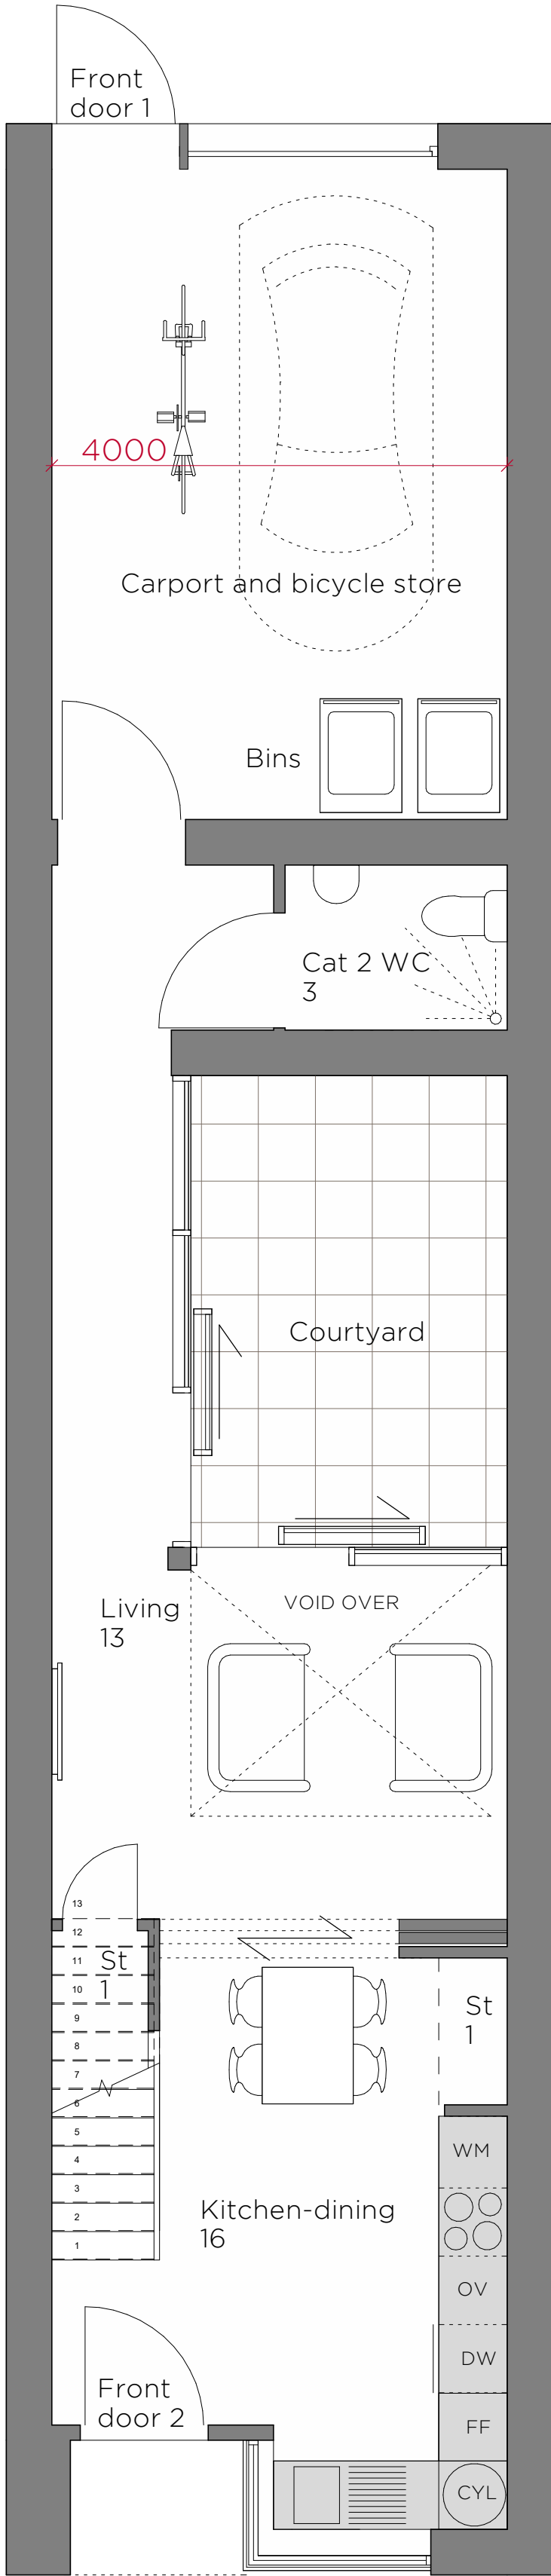 Front
door 1
4000
Carport and bicycle store
Bins
Cat 2 WC
3
Courtyard
VOID OVER
Living
13
13
12
11
10
9
8
7
6
5
4
3
2
1
St
1
St
1
WM
Kitchen-dining
16
OV
DW
Front
door 2
FF
CYL